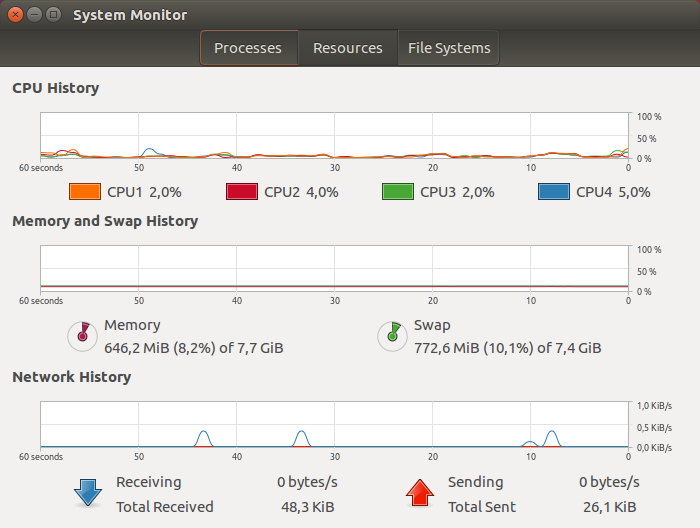 System Monitor
Processes Resources File Systems
CPU History
100 %
50 %
0 %
60 seconds 50 40 30 20 10 0
CPU1 2,0% CPU2 4,0% CPU3 2,0% CPU4 5,0%
Memory and Swap History
100 %
50 %
0 %
60 seconds 50 40 30 20 10 0
Memory Swap
646,2 MiB (8,2%) of 7,7 GiB 772,6 MiB (10,1%) of 7,4 GiB
Network History
1,0 KiB/s
0,5 KiB/s
0,0 KiB/s
60 seconds 50 40 30 20 10 0
Receiving 0 bytes/s Sending 0 bytes/s
Total Received 48,3 KiB Total Sent 26,1 KiB